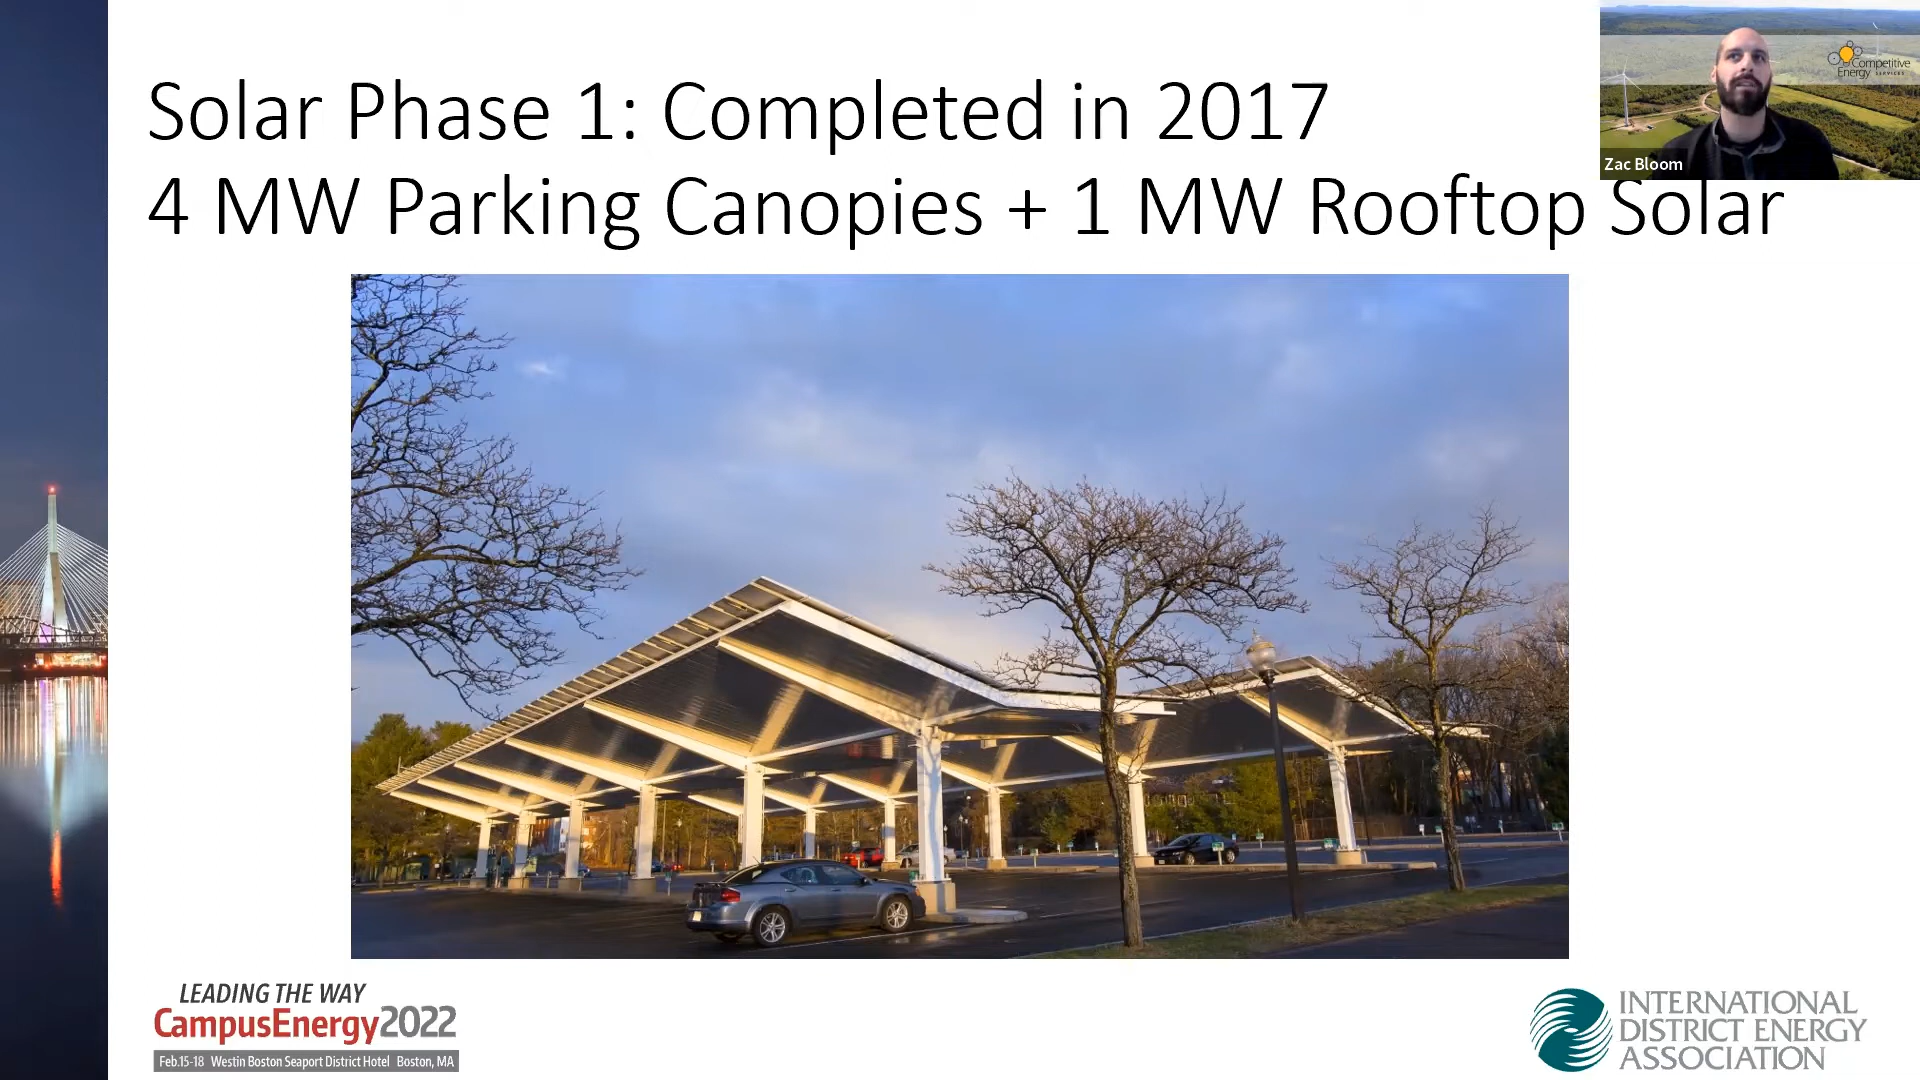 Solar Phase 1: Completed in 2017
4 MW Parking Canopies + 1 MW Rooftop Solar
Competitive
Energy SERVICES
Zac Bloom
LEADING THE WAY
CampusEnergy2022
Feb.15-18 Westin Boston Seaport District Hotel Boston, MA
INTERNATIONAL
DISTRICT ENERGY
ASSOCIATION